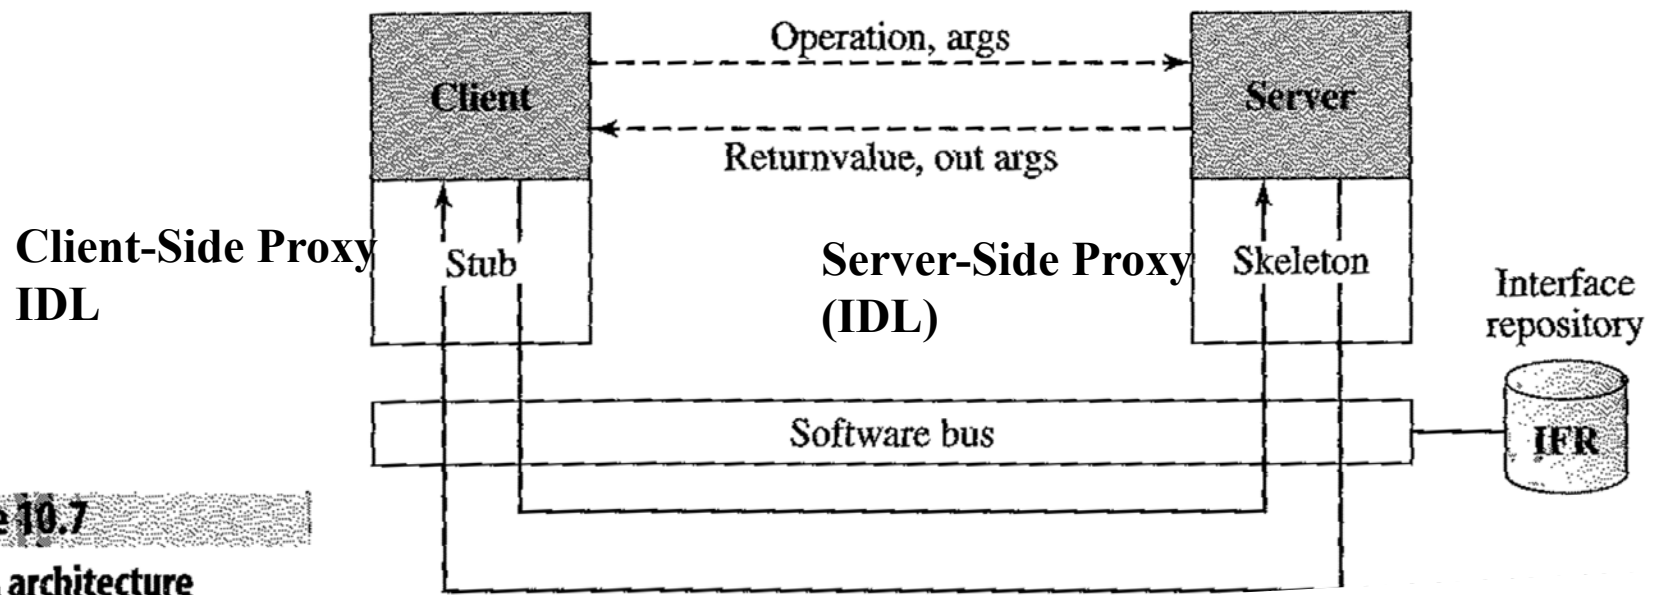 Operation, args
Client
Server
Returnvalue, out args
Client-Side Proxy
IDL
Stub
Server-Side Proxy
(IDL)
Skeleton
Interface
repository
Software bus
IFR
10.7
architecture